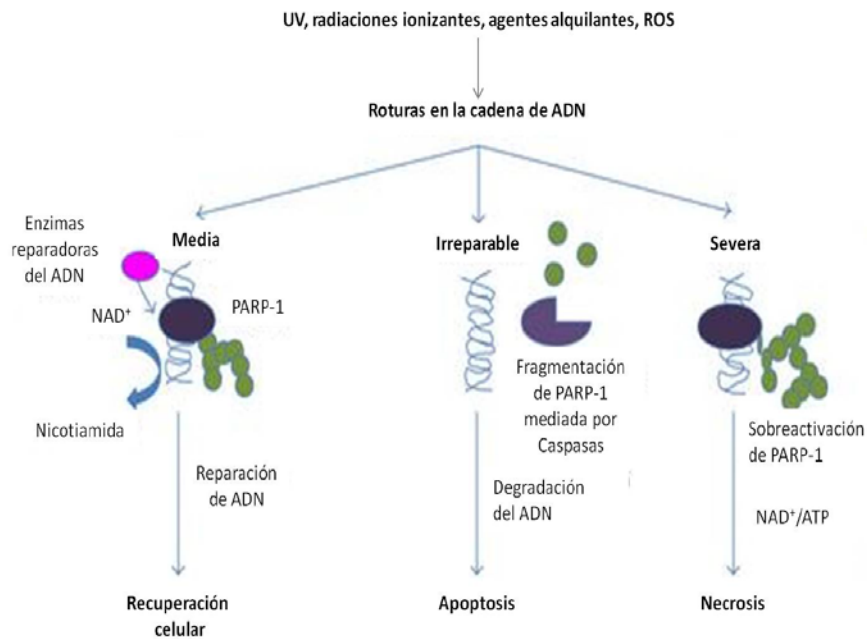 UV, radiaciones ionizantes, agentes alquilantes, ROS
Roturas en la cadena de ADN
Enzimas
reparadoras
del ADN
Media
NAD⁺
PARP-1
Nicotiamida
Reparación
de ADN
Recuperación
celular
Irreparable
Fragmentación
de PARP-1
mediada por
Caspasas
Degradación
del ADN
Apoptosis
Severa
Sobreactivación
de PARP-1
NAD⁺/ATP
Necrosis